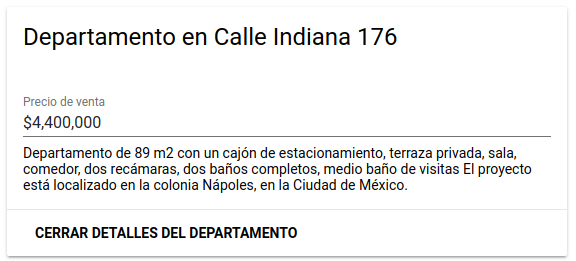 Departamento en Calle Indiana 176
Precio de venta
$4,400,000
Departamento de 89 m2 con un cajón de estacionamiento, terraza privada, sala,
comedor, dos recámaras, dos baños completos, medio baño de visitas El proyecto
está localizado en la colonia Nápoles, en la Ciudad de México.
CERRAR DETALLES DEL DEPARTAMENTO